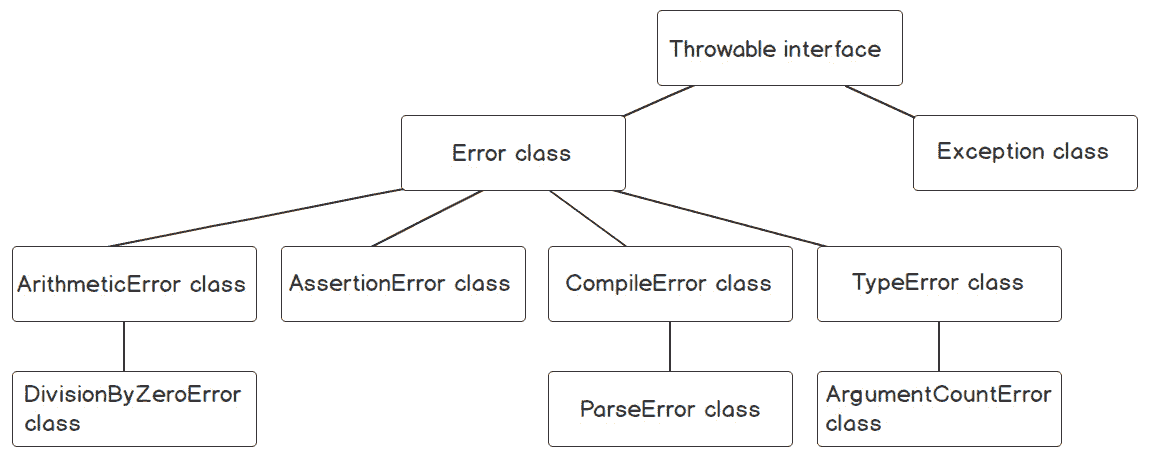 Throwable interface
Error class
Exception class
ArithmeticError class
AssertionError class
CompileError class
TypeError class
DivisionByZeroError
class
ParseError class
ArgumentCountError
class